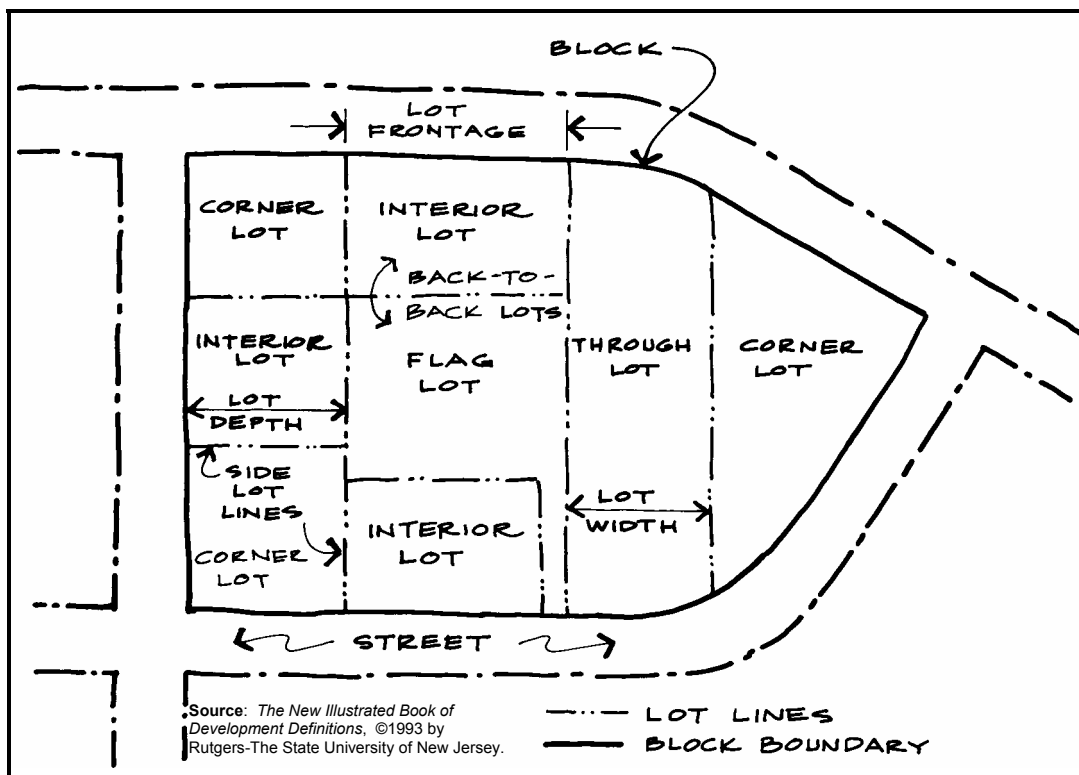 BLOCK
LOT
FRONTAGE
CORNER
LOT
INTERIOR
LOT
BACK-TO-
BACK LOTS
INTERIOR
LOT
FLAG
LOT
THROUGH
LOT
CORNER
LOT
LOT
DEPTH
SIDE
LOT
LINES
CORNER
LOT
INTERIOR
LOT
LOT
WIDTH
STREET
Source: The New Illustrated Book of
Development Definitions, ©1993 by
Rutgers-The State University of New Jersey.
LOT LINES
BLOCK BOUNDARY